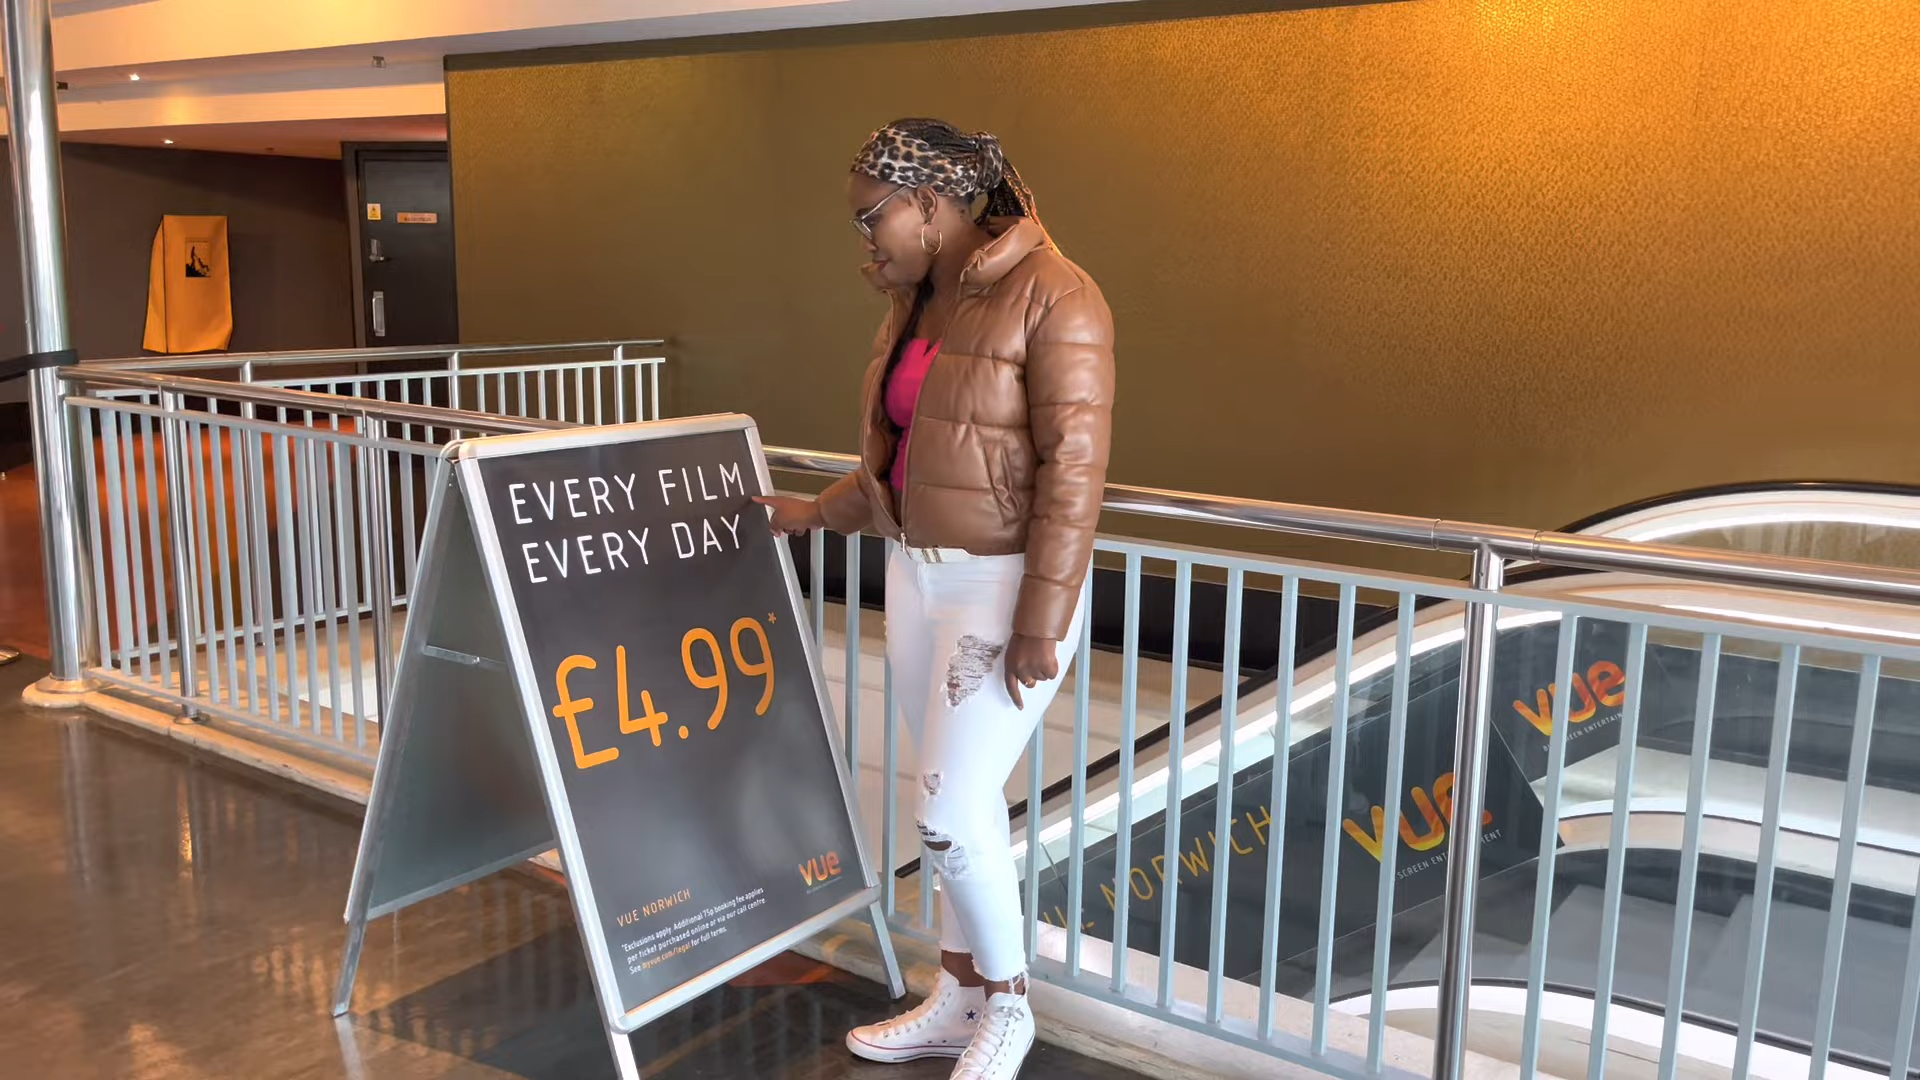 EVERY FILM
EVERY DAY
£4.99*
VUE NORWICH
*Exclusions apply. Additional 75p booking fee applies
per ticket purchased online or via our call centre.
See myvue.com/legal for full terms.
vue
vue
vue
SCREEN ENTERTAINMENT
NORWICH